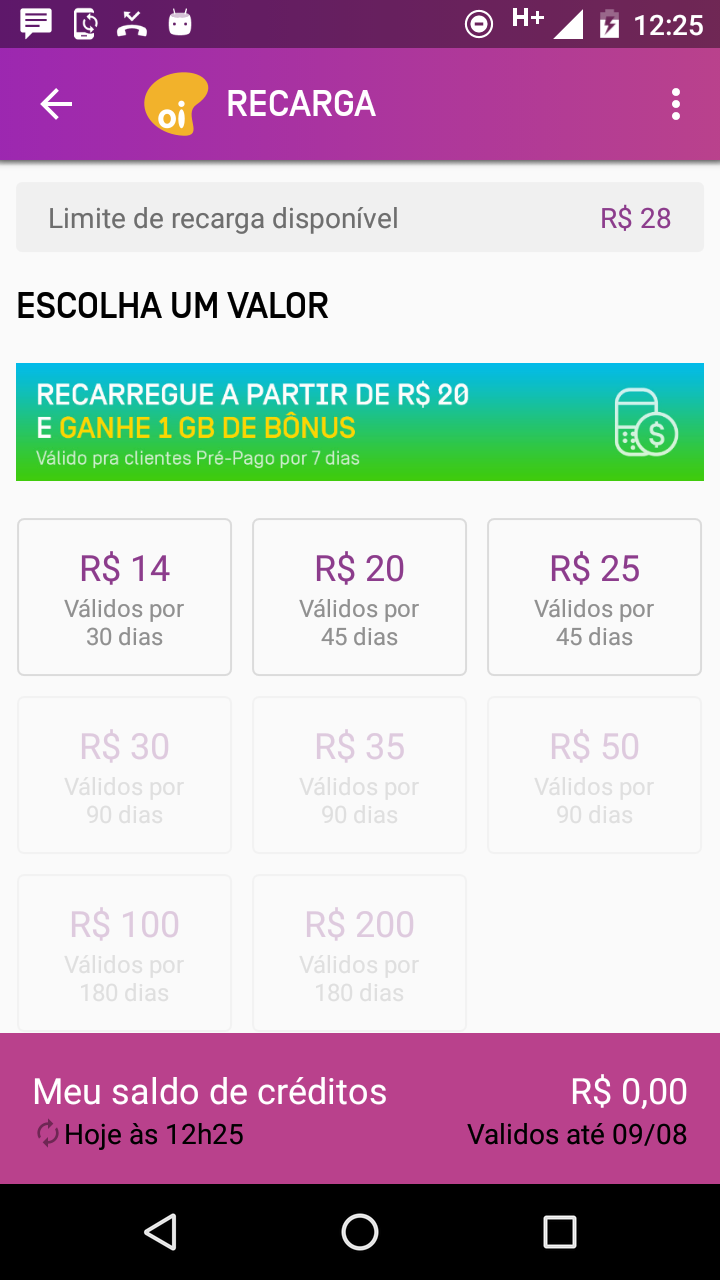 H+ 12:25
oi RECARGA
Limite de recarga disponível R$ 28
ESCOLHA UM VALOR
RECARREGUE A PARTIR DE R$ 20
E GANHE 1 GB DE BÔNUS
Válido pra clientes Pré-Pago por 7 dias
R$ 14
Válidos por
30 dias
R$ 20
Válidos por
45 dias
R$ 25
Válidos por
45 dias
R$ 30
Válidos por
90 dias
R$ 35
Válidos por
90 dias
R$ 50
Válidos por
90 dias
R$ 100
Válidos por
180 dias
R$ 200
Válidos por
180 dias
Meu saldo de créditos R$ 0,00
Hoje às 12h25 Validos até 09/08